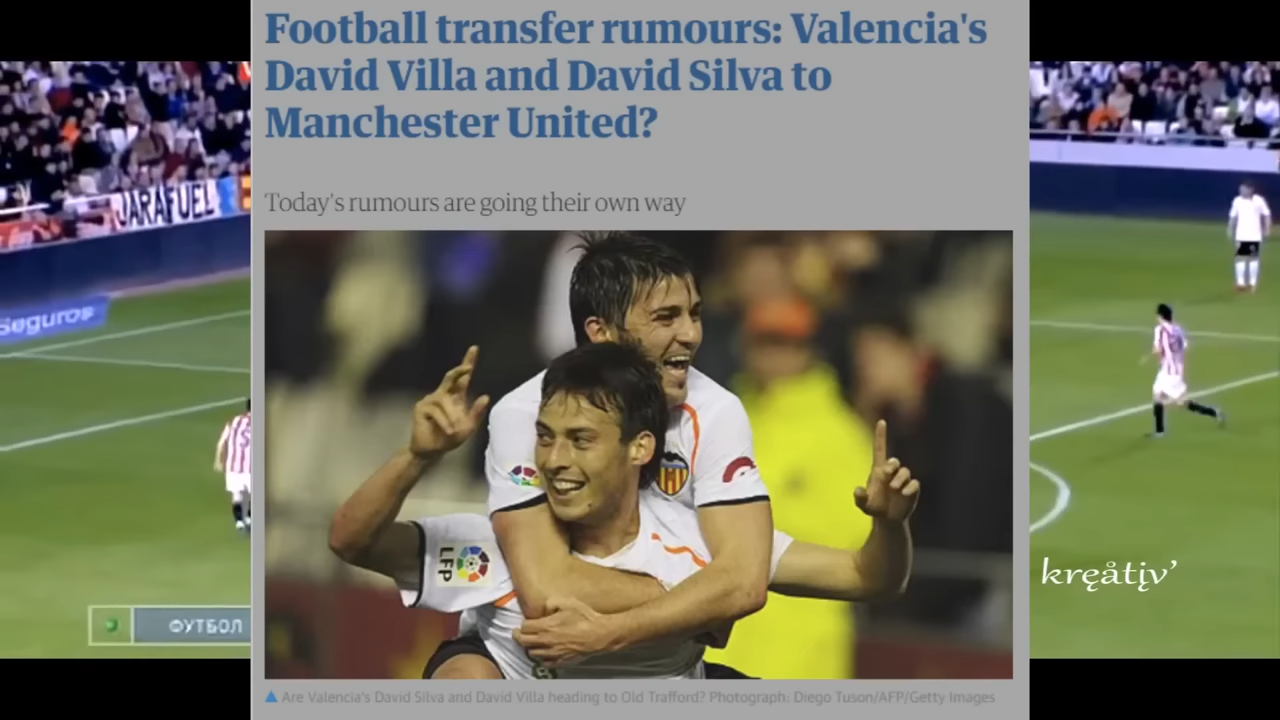 Football transfer rumours: Valencia's
David Villa and David Silva to
Manchester United?
Today's rumours are going their own way
JARAFUEL
Seguros
LFP
kręåtįv’
ФУТБОЛ
Are Valencia's David Silva and David Villa heading to Old Trafford? Photograph: Diego Tuson/AFP/Getty Images